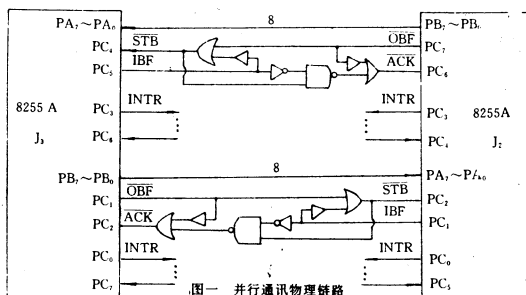 PA₇~PA₀
8
PB₇~PB₀
PC₄
STB
OBF
PC₇
PC₅
IBF
ACK
PC₆
INTR
INTR
8255 A
PC₃
PC₃
8255A
J₃
PC₆
PC₄
J₂
PB₇~PB₀
8
PA₇~PA₀
PC₁
OBF
STB
PC₂
PC₂
ACK
IBF
PC₁
PC₀
INTR
INTR
PC₀
PC₇
PC₅
图一 并行通讯物理链路